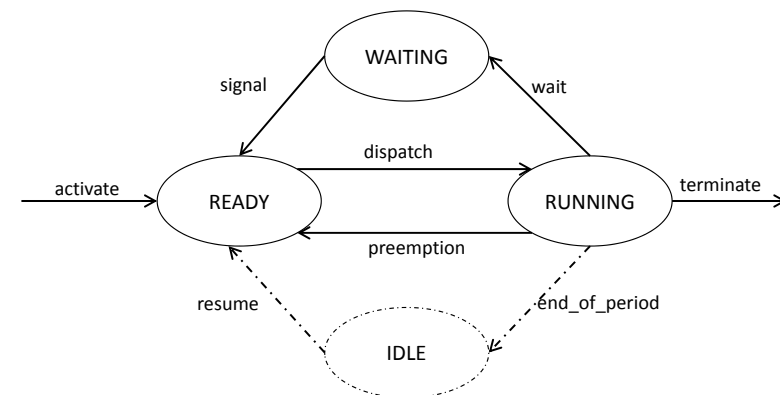 WAITING
signal
wait
dispatch
activate
READY
RUNNING
terminate
preemption
resume
end_of_period
IDLE